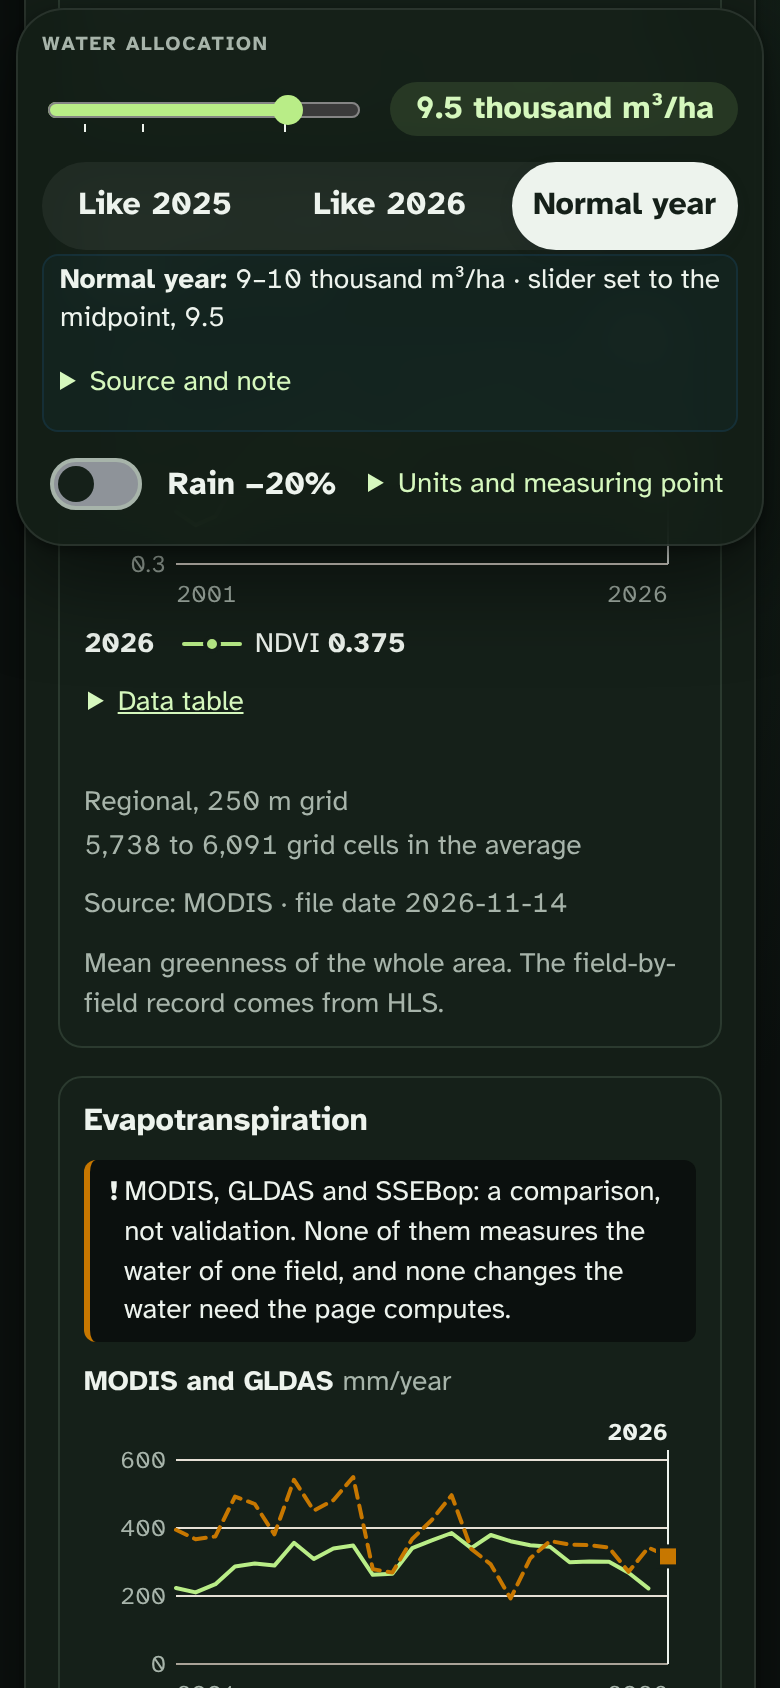 WATER ALLOCATION
9.5 thousand m³/ha
Like 2025
Like 2026
Normal year
Normal year: 9–10 thousand m³/ha · slider set to the
midpoint, 9.5
▶ Source and note
Rain −20%
▶ Units and measuring point
0.3
2001
2026
2026 NDVI 0.375
▶ Data table
Regional, 250 m grid
5,738 to 6,091 grid cells in the average
Source: MODIS · file date 2026-11-14
Mean greenness of the whole area. The field-by-
field record comes from HLS.
Evapotranspiration
! MODIS, GLDAS and SSEBop: a comparison,
not validation. None of them measures the
water of one field, and none changes the
water need the page computes.
MODIS and GLDAS mm/year
2026
600
400
200
0